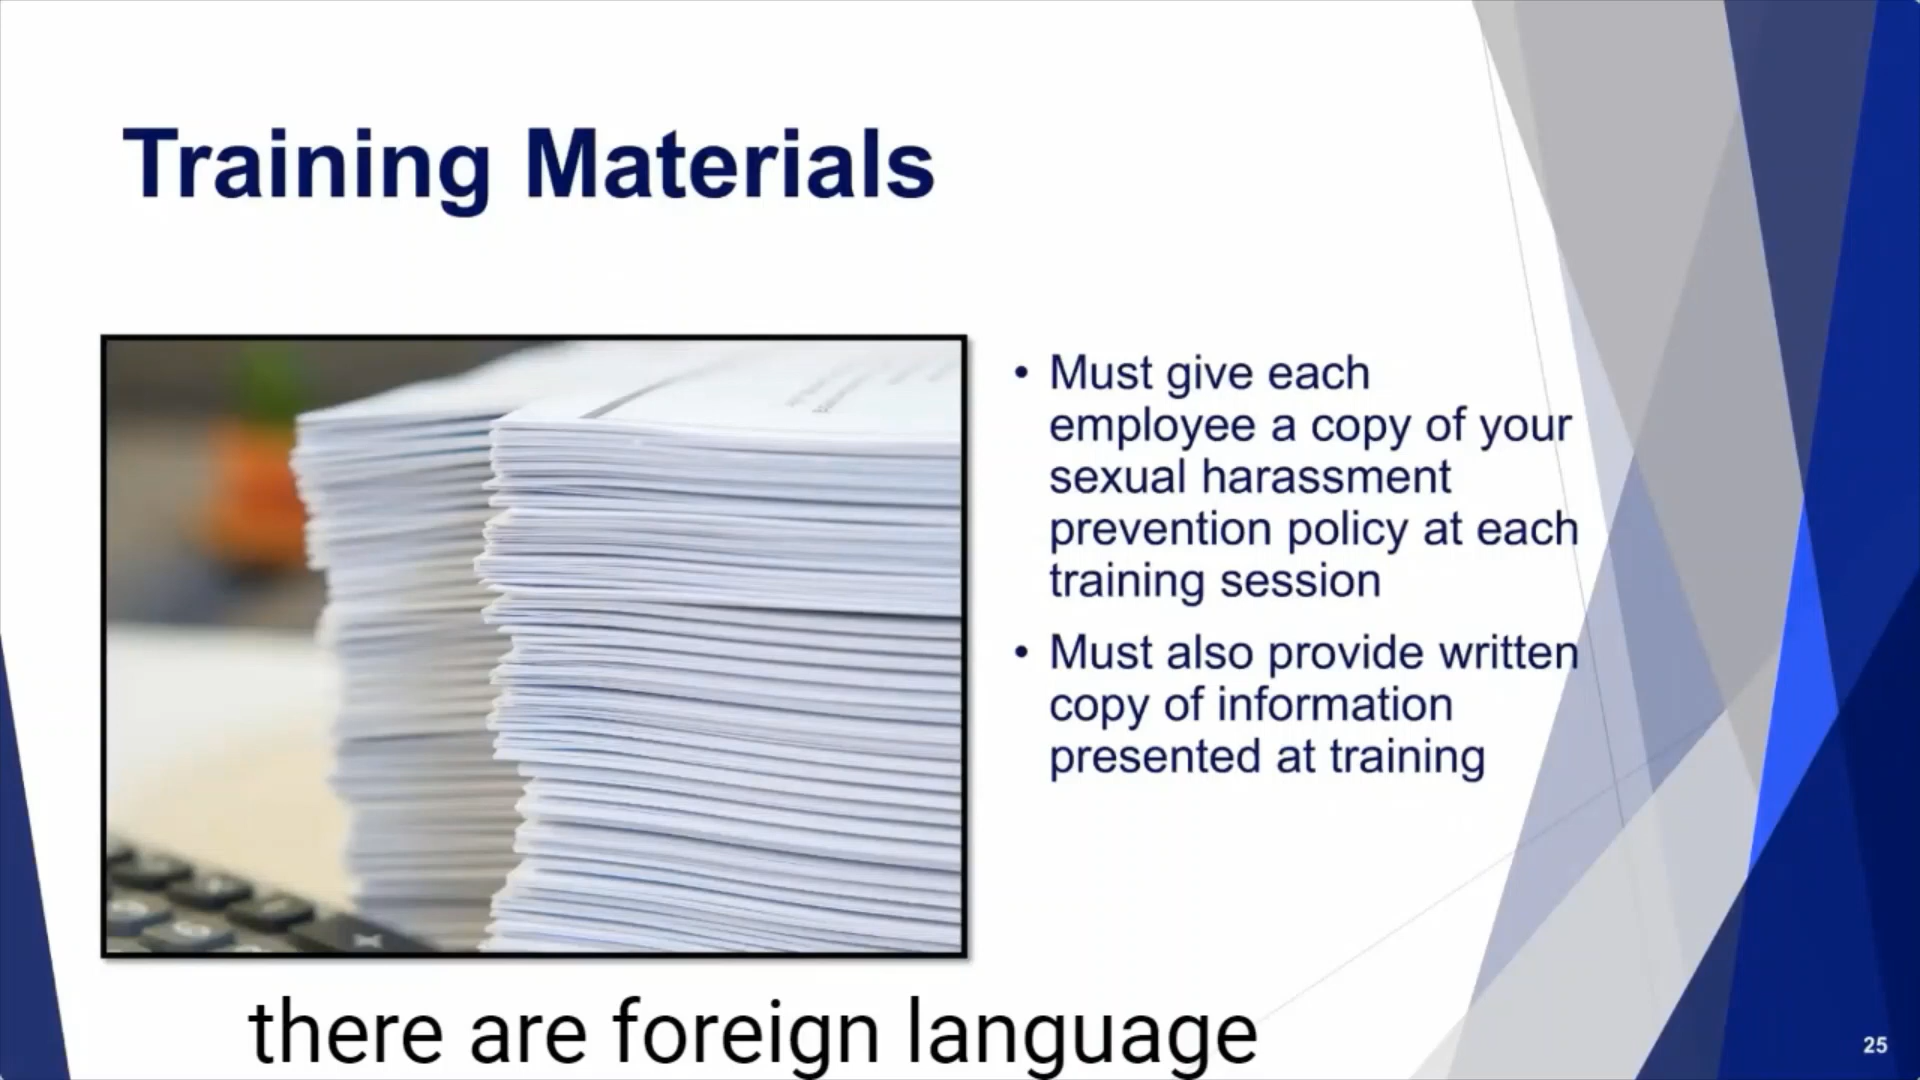 Training Materials
• Must give each
employee a copy of your
sexual harassment
prevention policy at each
training session
• Must also provide written
copy of information
presented at training
there are foreign language
25